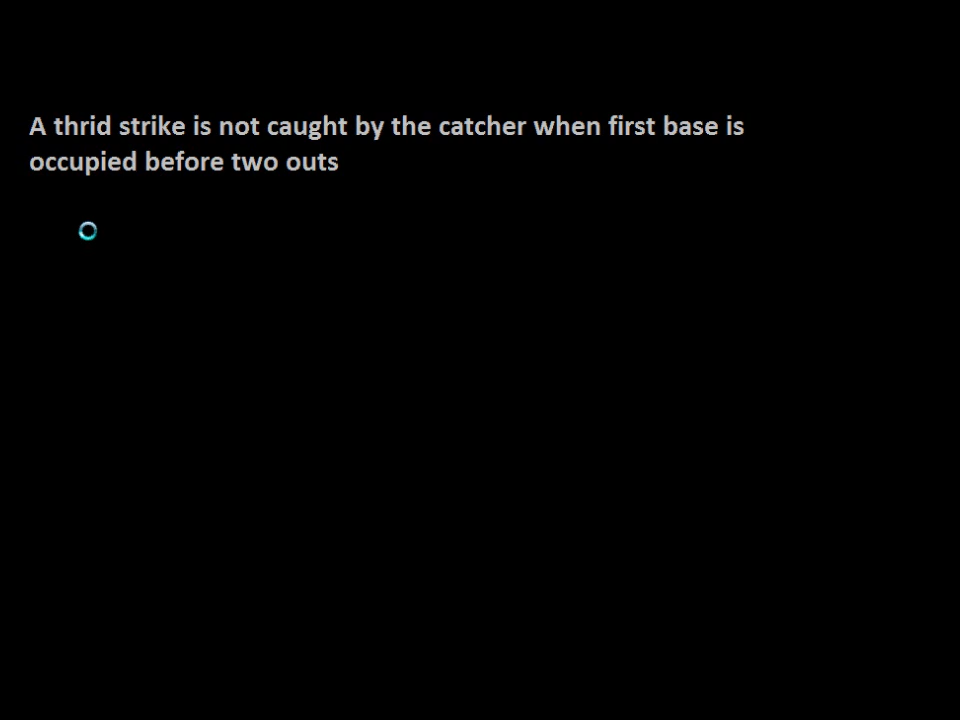 A thrid strike is not caught by the catcher when first base is
occupied before two outs